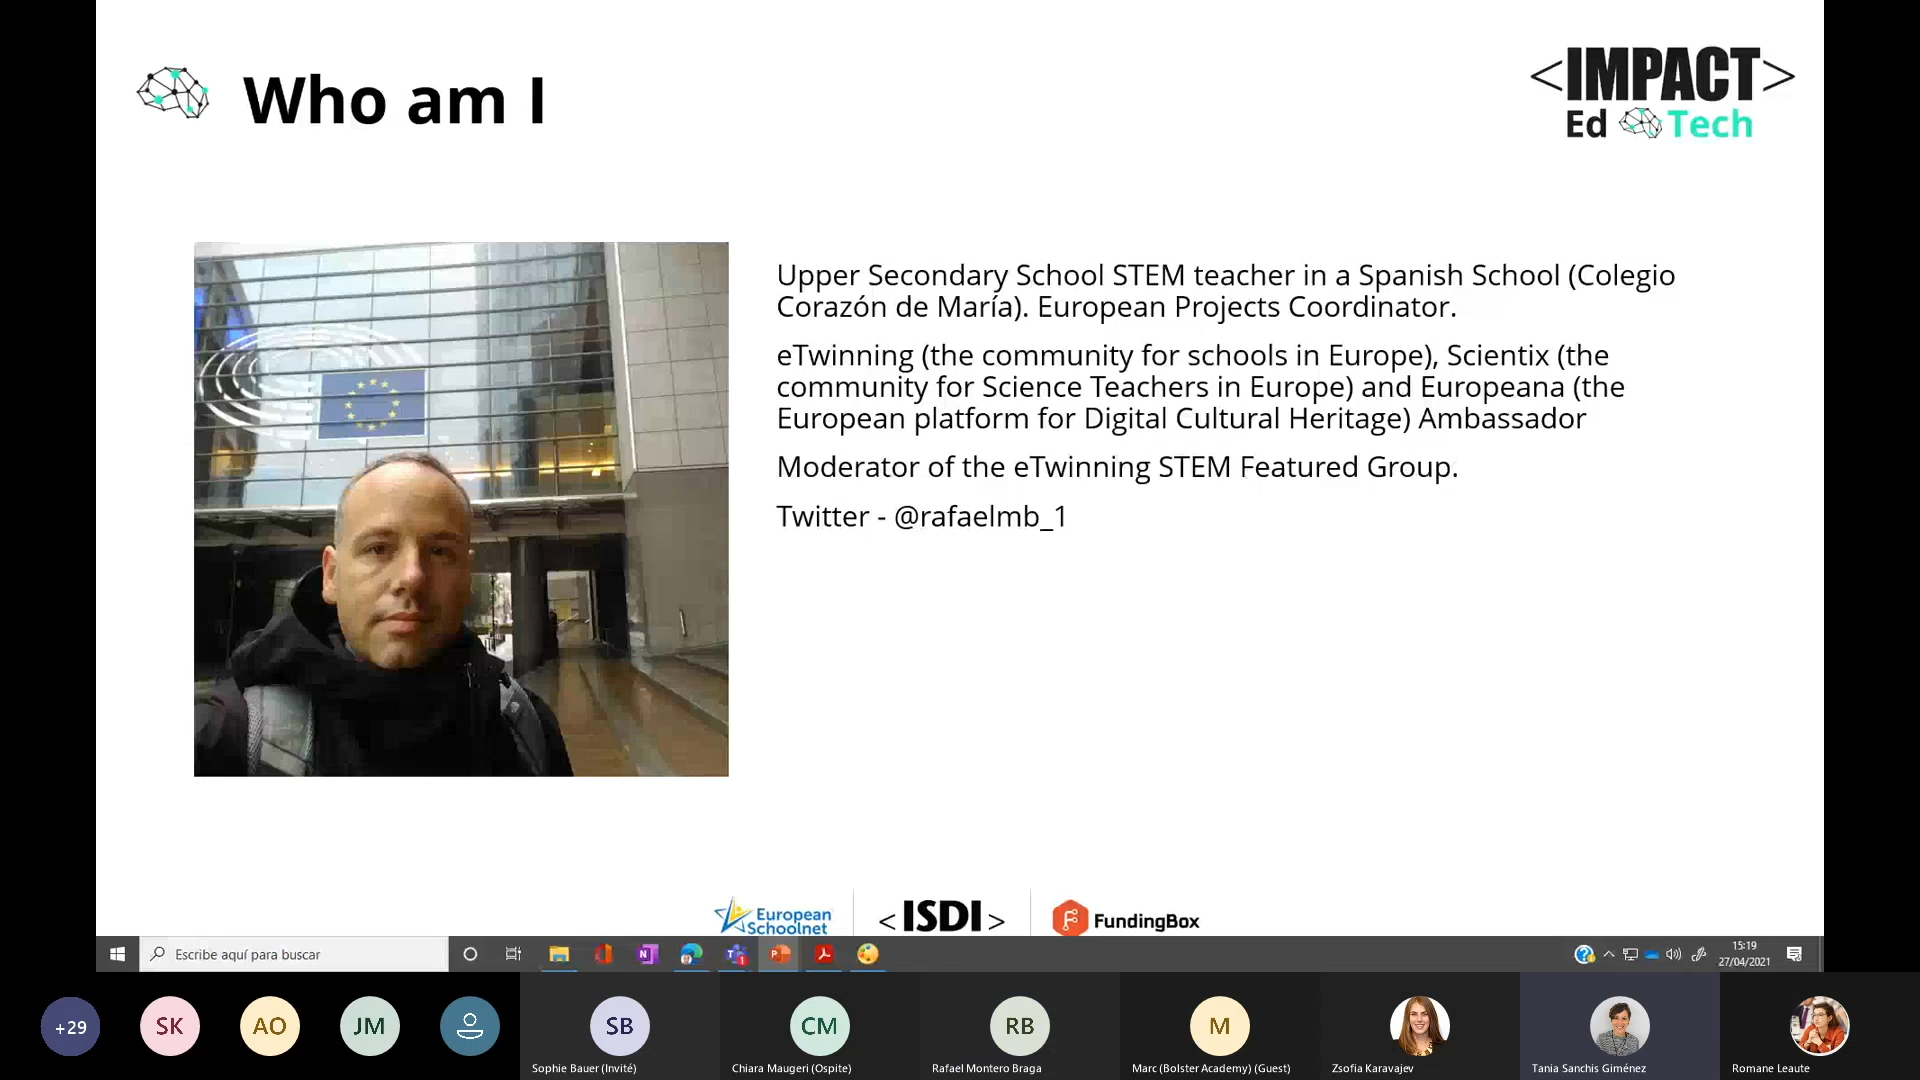 Who am I
<IMPACT>
Ed Tech
Upper Secondary School STEM teacher in a Spanish School (Colegio
Corazón de María). European Projects Coordinator.
eTwinning (the community for schools in Europe), Scientix (the
community for Science Teachers in Europe) and Europeana (the
European platform for Digital Cultural Heritage) Ambassador
Moderator of the eTwinning STEM Featured Group.
Twitter - @rafaelmb_1
European
Schoolnet
<ISDI>
FundingBox
Escribe aquí para buscar
15:19
27/04/2021
+29
SK
AO
JM
SB
CM
RB
M
Sophie Bauer (Invité)
Chiara Maugeri (Ospite)
Rafael Montero Braga
Marc (Bolster Academy) (Guest)
Zsofia Karavajev
Tania Sanchis Giménez
Romane Leaute